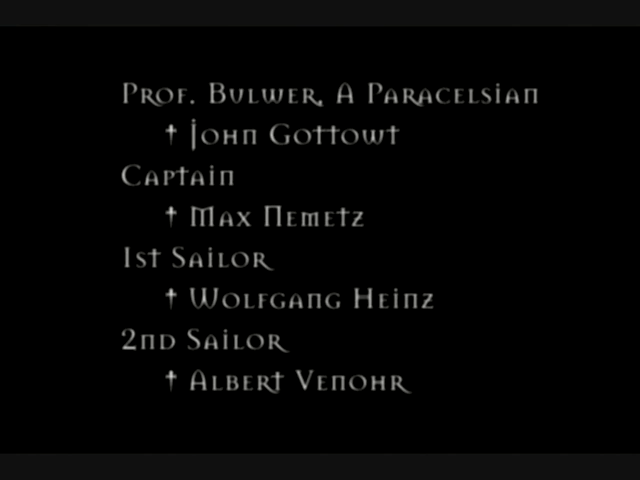 Prof. Bulwer, A Paracelsian
† John Gottowt
Captain
† Max Nemetz
1st Sailor
† Wolfgang Heinz
2nd Sailor
† Albert Venohr